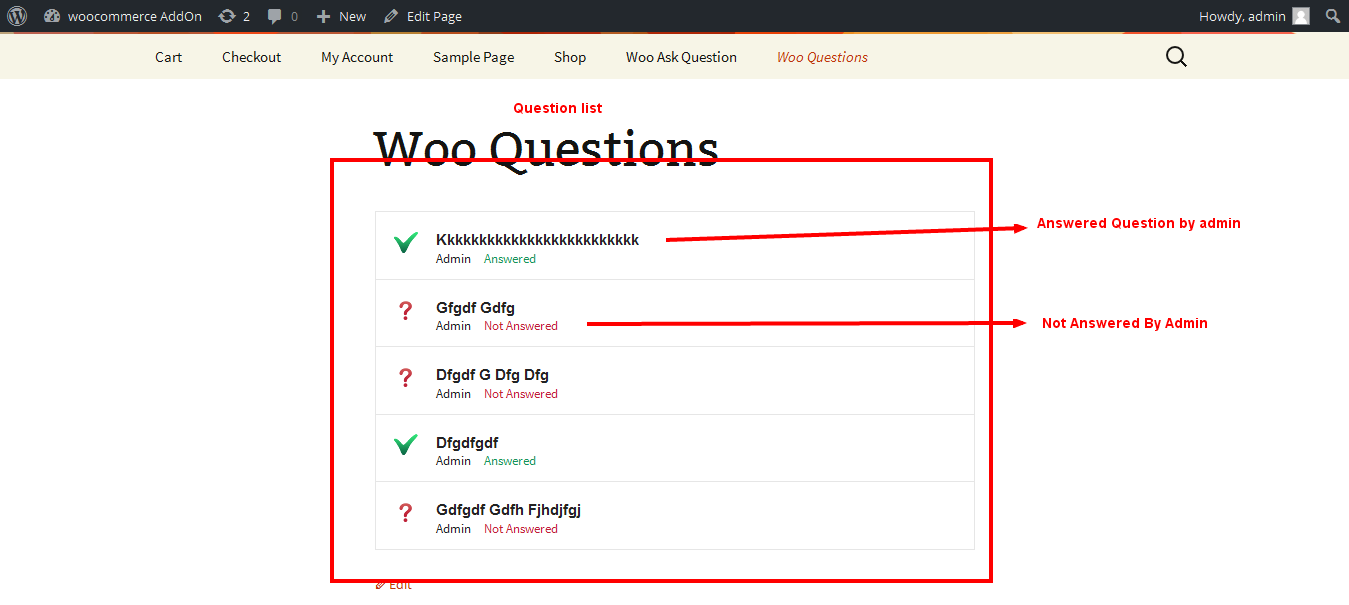 woocommerce AddOn 2 0 New Edit Page Howdy, admin
Cart Checkout My Account Sample Page Shop Woo Ask Question Woo Questions
Question list
Woo Questions
Kkkkkkkkkkkkkkkkkkkkkkkkk
Admin Answered
Answered Question by admin
Gfgdf Gdfg
Admin Not Answered
Not Answered By Admin
Dfgdf G Dfg Dfg
Admin Not Answered
Dfgdfgdf
Admin Answered
Gdfgdf Gdfh Fjhdjfgj
Admin Not Answered
Edit